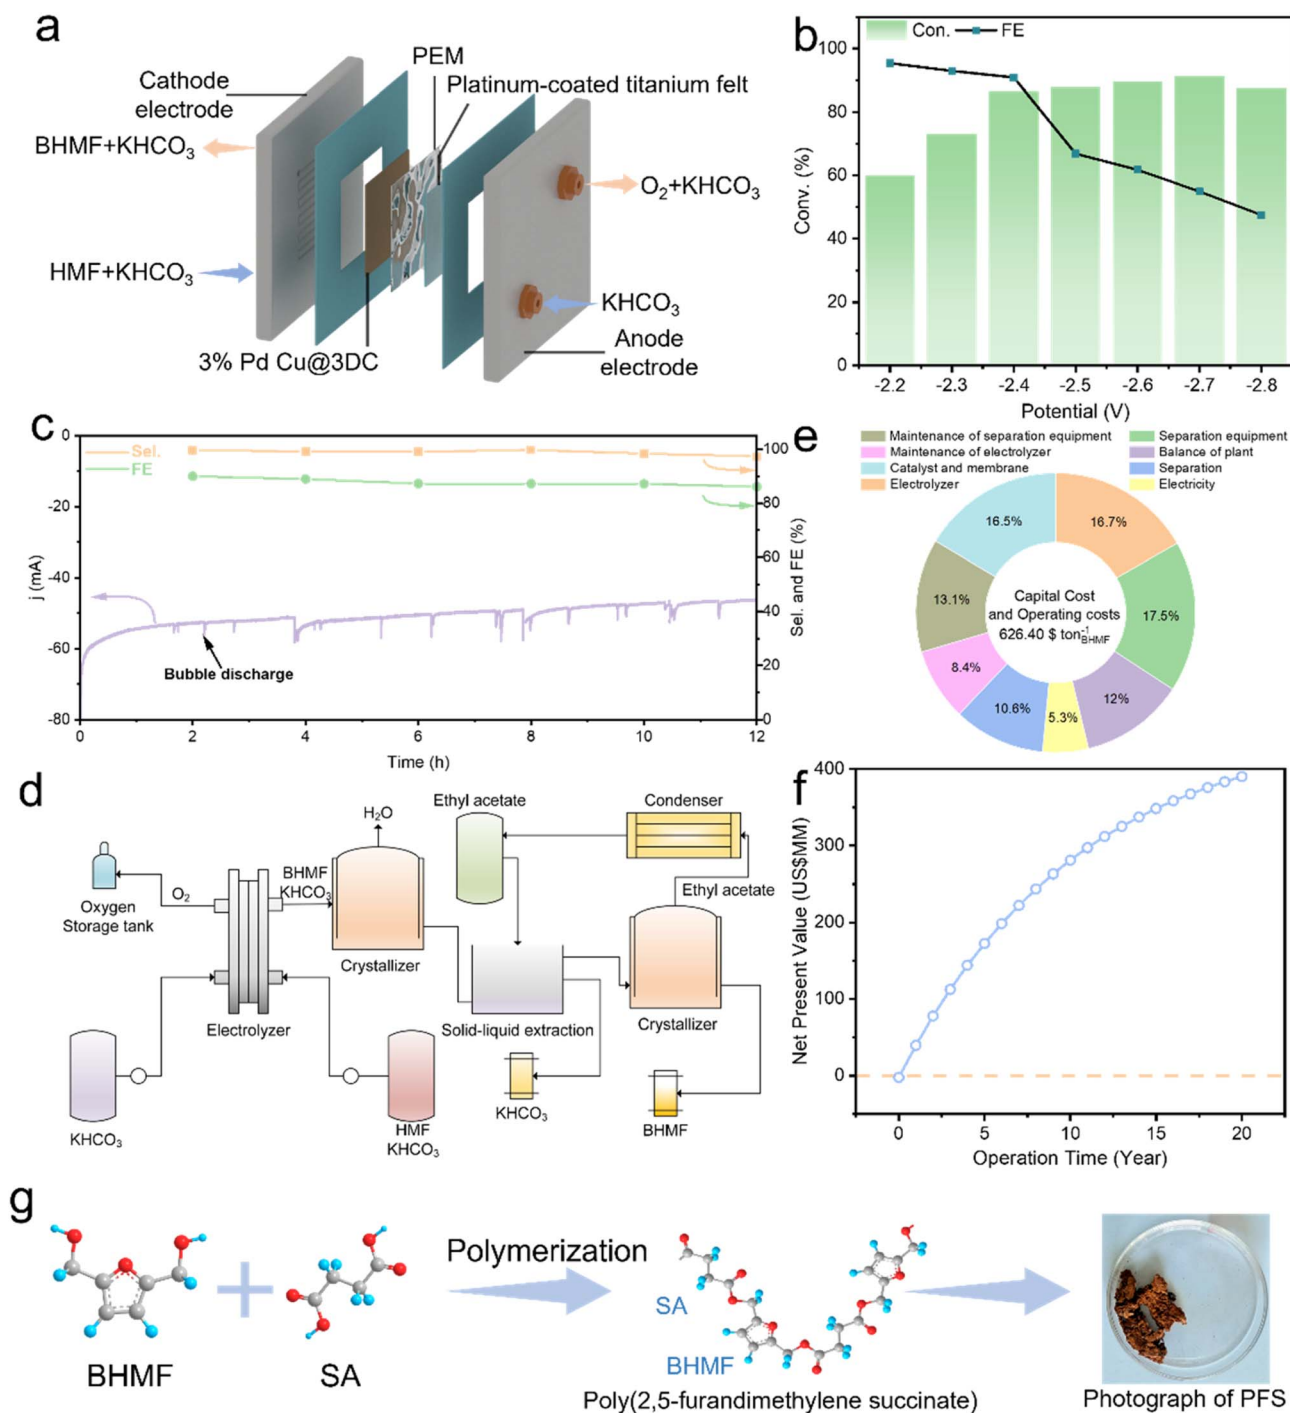 a
PEM
Cathode
electrode
Platinum-coated titanium felt
BHMF+KHCO3
O2+KHCO3
HMF+KHCO3
KHCO3
3% Pd Cu@3DC
Anode
electrode
b
Con.
FE
Conv. (%)
100
80
60
40
20
0
-2.2
-2.3
-2.4
-2.5
-2.6
-2.7
-2.8
Potential (V)
c
Sel.
FE
j (mA)
0
-20
-40
-60
-80
Bubble discharge
0
2
4
6
8
10
12
Time (h)
100
80
60
40
20
0
Sel. and FE (%)
e
Maintenance of separation equipment
Separation equipment
Maintenance of electrolyzer
Balance of plant
Catalyst and membrane
Separation
Electrolyzer
Electricity
16.5%
16.7%
13.1%
17.5%
8.4%
10.6%
5.3%
12%
Capital Cost
and Operating costs
626.40 $ ton-1BHMF
d
H2O
Ethyl acetate
Condenser
O2
BHMF
KHCO3
Ethyl acetate
Oxygen
Storage tank
Crystallizer
Electrolyzer
Solid-liquid extraction
Crystallizer
KHCO3
HMF
KHCO3
KHCO3
BHMF
f
Net Present Value (US$MM)
400
300
200
100
0
0
5
10
15
20
Operation Time (Year)
g
Polymerization
SA
BHMF
BHMF
SA
Poly(2,5-furandimethylene succinate)
Photograph of PFS